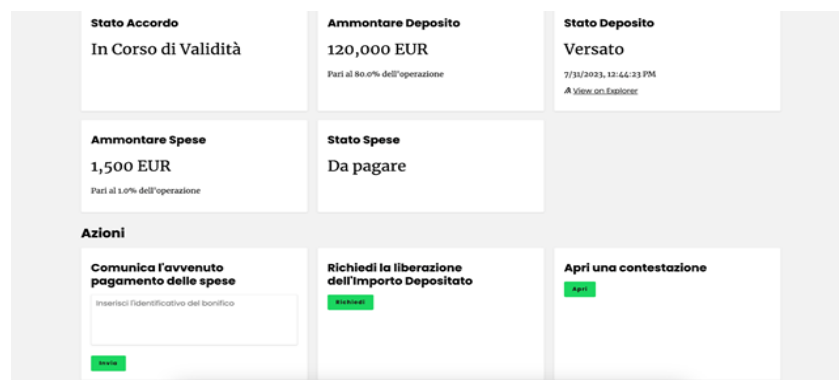 Stato Accordo
In Corso di Validità
Ammontare Deposito
120,000 EUR
Pari al 80.0% dell'operazione
Stato Deposito
Versato
7/31/2023, 12:44:23 PM
View on Explorer
Ammontare Spese
1,500 EUR
Pari al 1.0% dell'operazione
Stato Spese
Da pagare
Azioni
Comunica l'avvenuto
pagamento delle spese
Inserisci l'identificativo del bonifico
Invia
Richiedi la liberazione
dell'Importo Depositato
Richiedi
Apri una contestazione
Apri